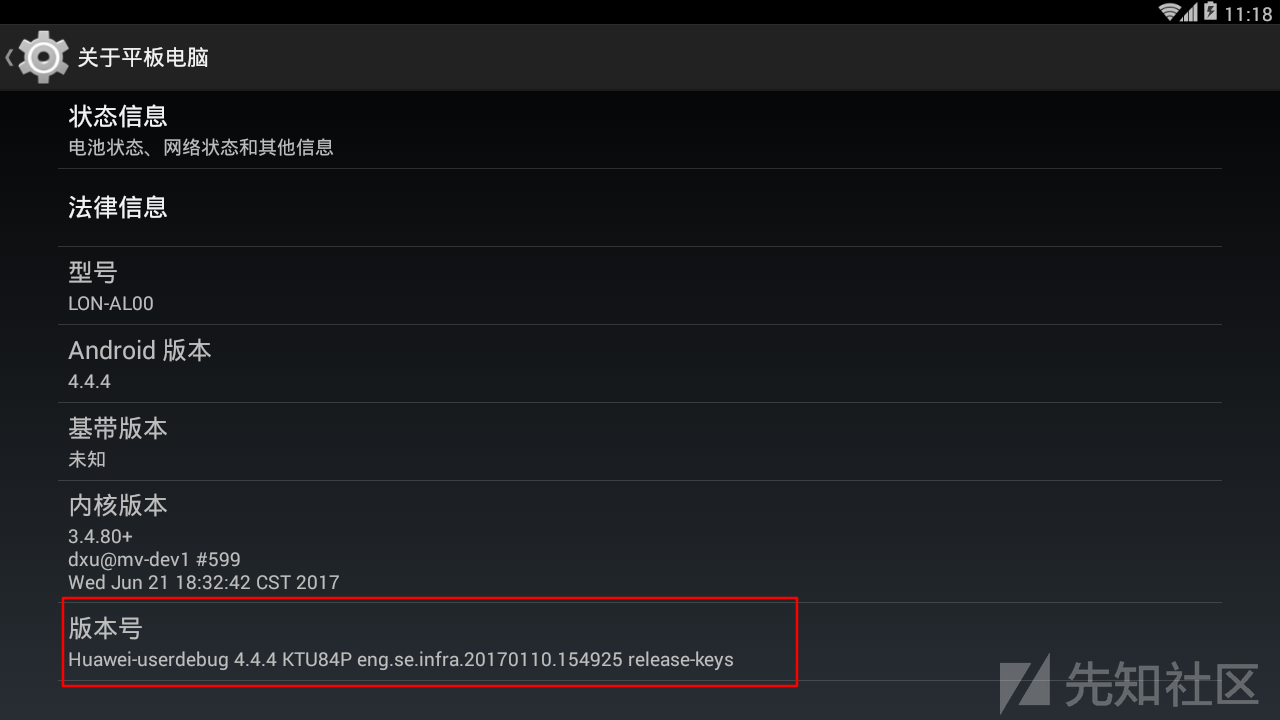 11:18
关于平板电脑
状态信息
电池状态、网络状态和其他信息
法律信息
型号
LON-AL00
Android 版本
4.4.4
基带版本
未知
内核版本
3.4.80+
dxu@mv-dev1 #599
Wed Jun 21 18:32:42 CST 2017
版本号
Huawei-userdebug 4.4.4 KTU84P eng.se.infra.20170110.154925 release-keys
先知社区